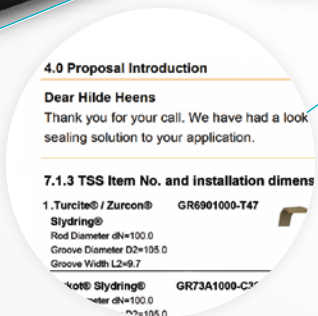 4.0 Proposal Introduction
Dear Hilde Heens
Thank you for your call. We have had a look
sealing solution to your application.
7.1.3 TSS Item No. and installation dimens
1.Turcite® / Zurcon® GR6901000-T47
Slydring®
Rod Diameter dN=100.0
Groove Diameter D2=105.0
Groove Width L2=9.7
Slydring® GR73A1000-C3
dN=100.0
D2=105.0